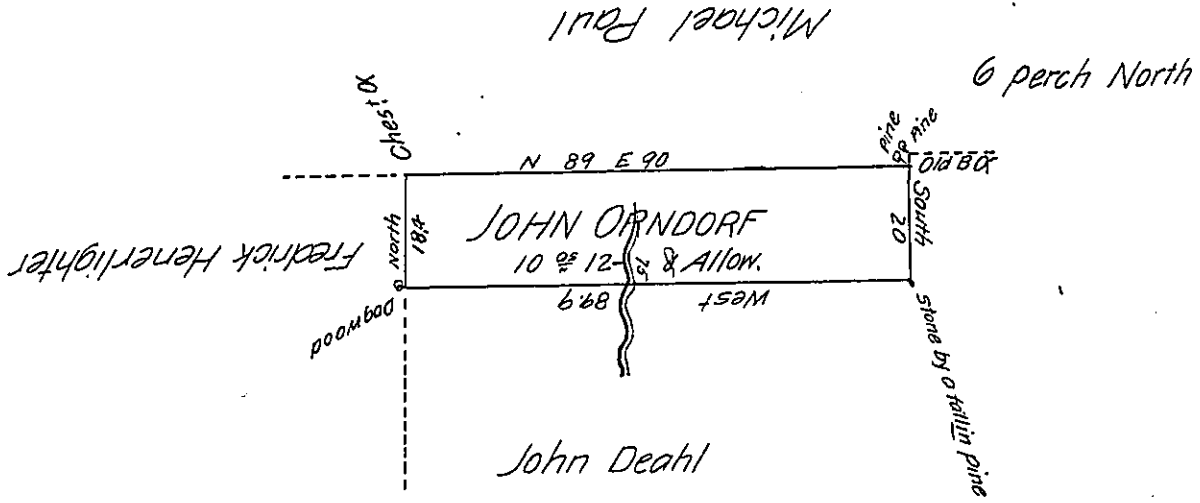 Michael Paul
6 perch North
Chest. O
pine
pine
Old BO
N 89 E 90
South
20
North
18.4
JOHN ORNDORF
10 as 12- 75 & Allow.
Fredrick Henerlighter
West
89.9
Dogwood
stone by a fallin pine
John Deahl